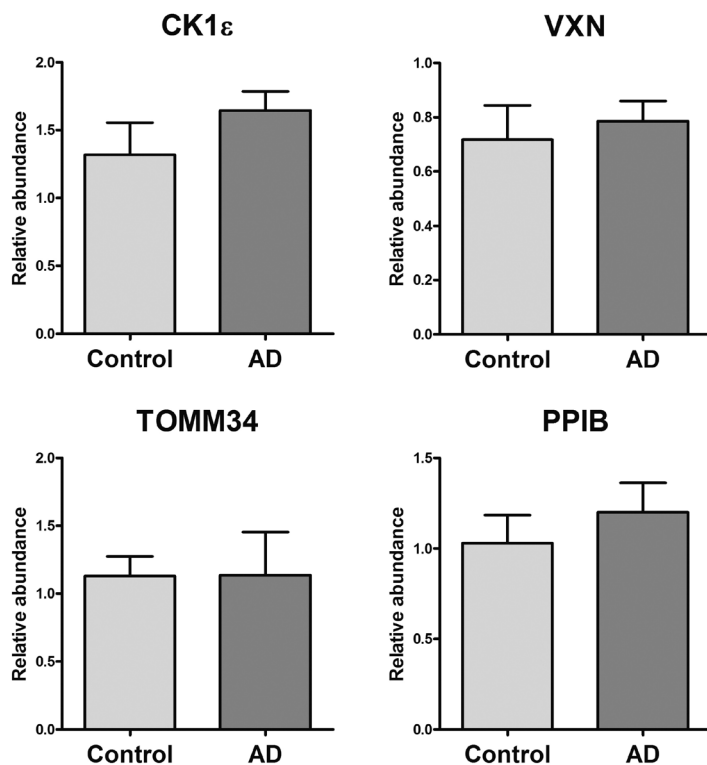 CK1ε
Relative abundance
2.0
1.5
1.0
0.5
0.0
Control AD
VXN
Relative abundance
1.0
0.8
0.6
0.4
0.2
0.0
Control AD
TOMM34
Relative abundance
2.0
1.5
1.0
0.5
0.0
Control AD
PPIB
Relative abundance
1.5
1.0
0.5
0.0
Control AD